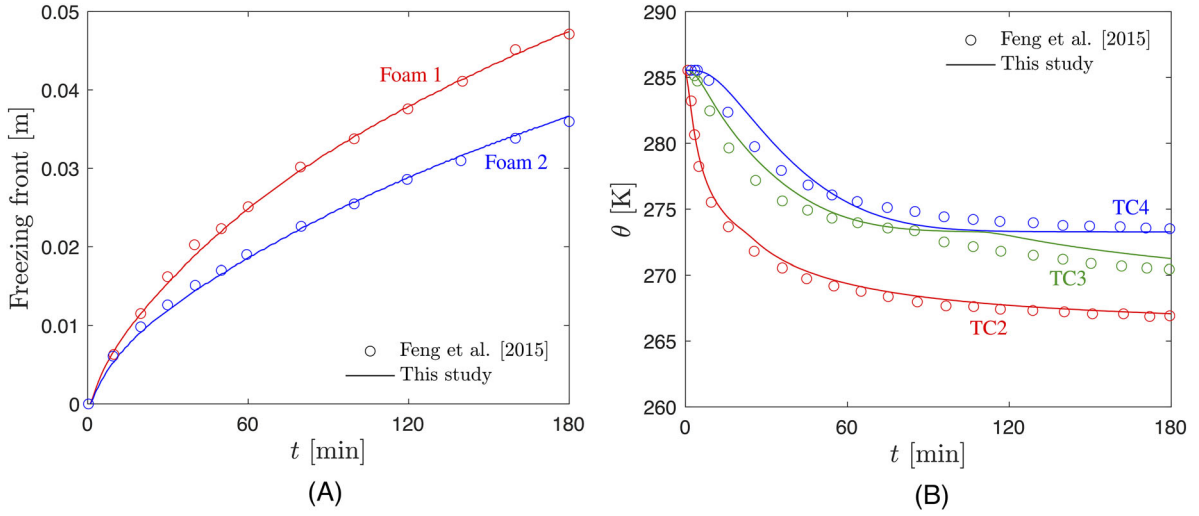 0.05
0.04
0.03
0.02
0.01
0
Freezing front [m]
Foam 1
Foam 2
Feng et al. [2015]
This study
0
60
120
180
t [min]
(A)
290
285
280
275
270
265
260
θ [K]
Feng et al. [2015]
This study
TC4
TC3
TC2
0
60
120
180
t [min]
(B)